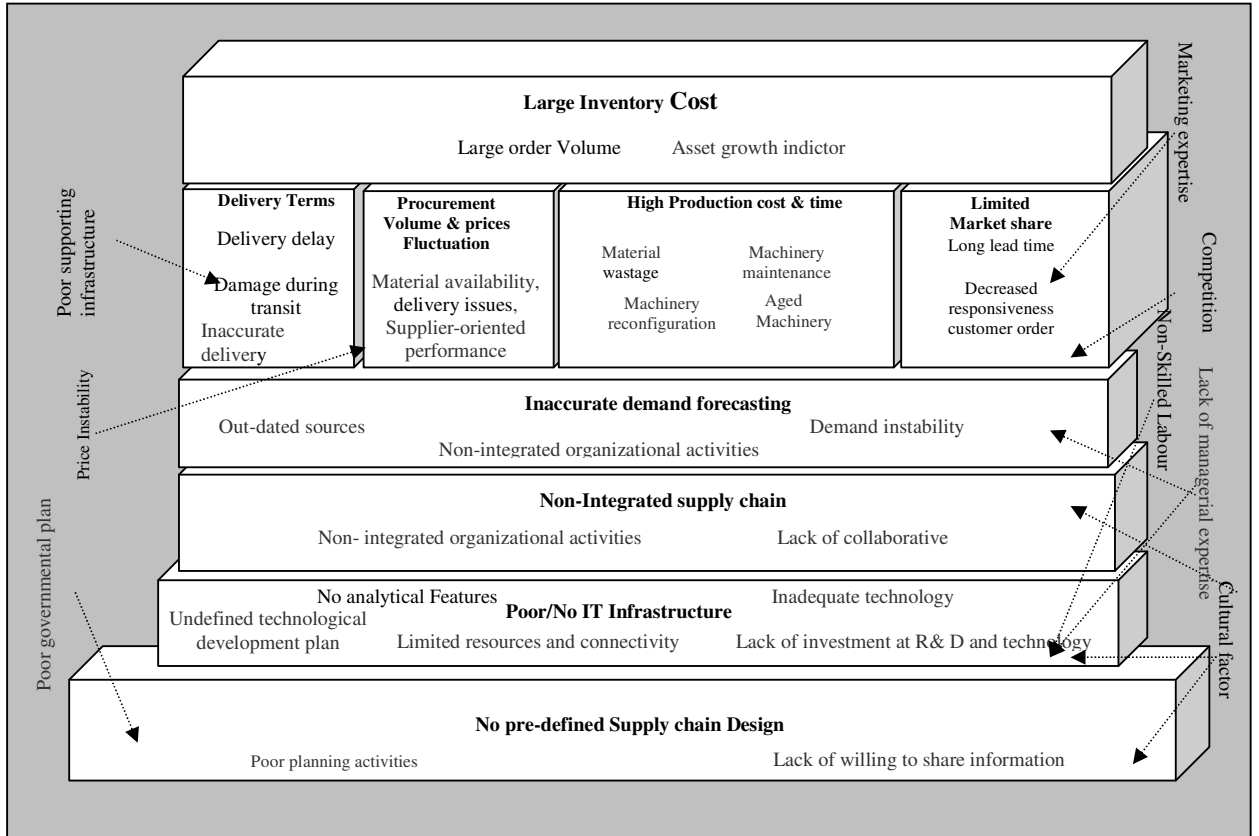 Large Inventory Cost
Large order Volume Asset growth indictor
Delivery Terms
Delivery delay
Damage during
transit
Inaccurate
delivery
Procurement
Volume & prices
Fluctuation
Material availability,
delivery issues,
Supplier-oriented
performance
High Production cost & time
Material
wastage
Machinery
maintenance
Machinery
reconfiguration
Aged
Machinery
Limited
Market share
Long lead time
Decreased
responsiveness
customer order
Inaccurate demand forecasting
Out-dated sources
Demand instability
Non-integrated organizational activities
Non-Integrated supply chain
Non- integrated organizational activities
Lack of collaborative
No analytical Features
Inadequate technology
Poor/No IT Infrastructure
Undefined technological
development plan
Limited resources and connectivity
Lack of investment at R& D and technology
No pre-defined Supply chain Design
Poor planning activities
Lack of willing to share information
Poor supporting
infrastructure
Price Instability
Poor governmental plan
Marketing expertise
Competition
Non-Skilled Labour
Lack of managerial expertise
Cultural
factor